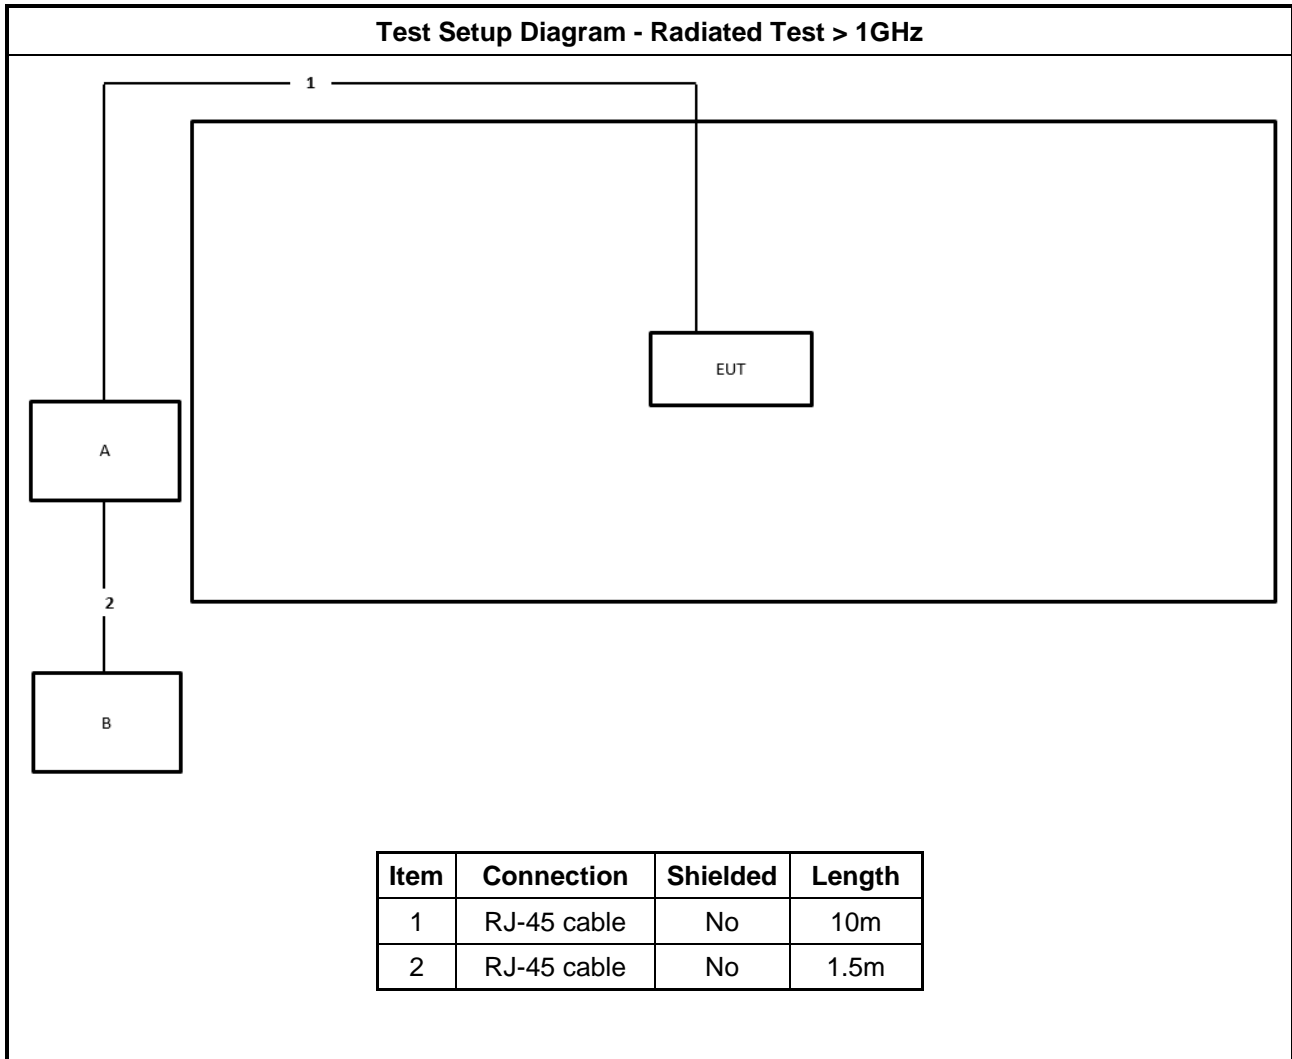 Test Setup Diagram - Radiated Test > 1GHz
1
EUT
A
2
B
Item Connection Shielded Length
1 RJ-45 cable No 10m
2 RJ-45 cable No 1.5m